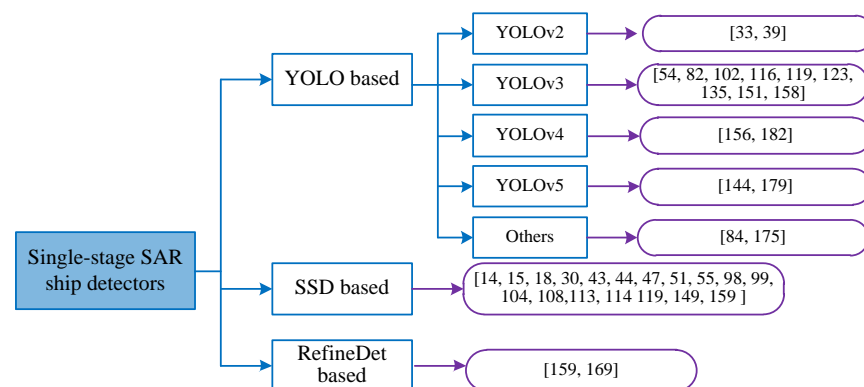 YOLOv2
[33, 39]
YOLO based
YOLOv3
[54, 82, 102, 116, 119, 123,
135, 151, 158]
YOLOv4
[156, 182]
YOLOv5
[144, 179]
Others
[84, 175]
Single-stage SAR
ship detectors
SSD based
[14, 15, 18, 30, 43, 44, 47, 51, 55, 98, 99,
104, 108,113, 114 119, 149, 159 ]
RefineDet
based
[159, 169]